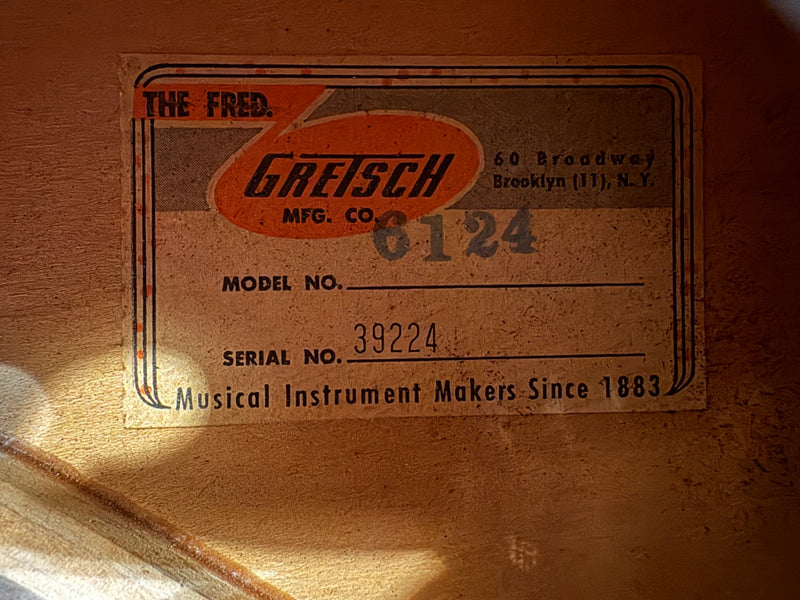 THE FRED.
GRETSCH
MFG. CO.
60 Broadway
Brooklyn (11), N. Y.
6124
MODEL NO.
SERIAL NO. 39224
Musical Instrument Makers Since 1883